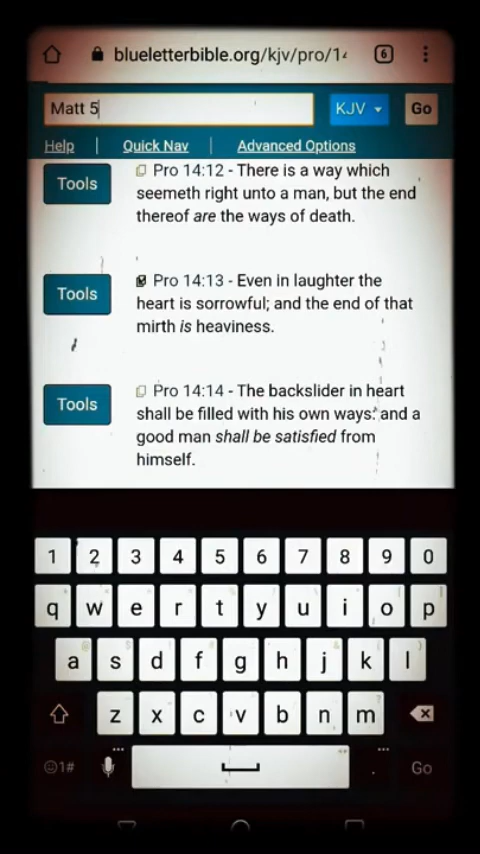 blueletterbible.org/kjv/pro/14
6
Matt 5
KJV
Go
Help | Quick Nav | Advanced Options
Tools
Pro 14:12 - There is a way which
seemeth right unto a man, but the end
thereof are the ways of death.
Tools
Pro 14:13 - Even in laughter the
heart is sorrowful; and the end of that
mirth is heaviness.
Tools
Pro 14:14 - The backslider in heart
shall be filled with his own ways: and a
good man shall be satisfied from
himself.
1 2 3 4 5 6 7 8 9 0
q w e r t y u i o p
a s d f g h j k l
z x c v b n m
☺1# . Go